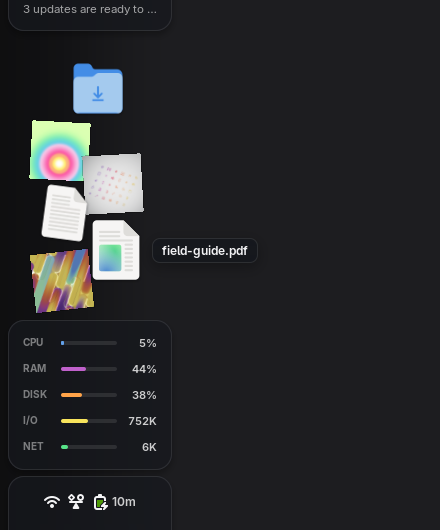 3 updates are ready to ...
field-guide.pdf
CPU 5%
RAM 44%
DISK 38%
I/O 752K
NET 6K
10m